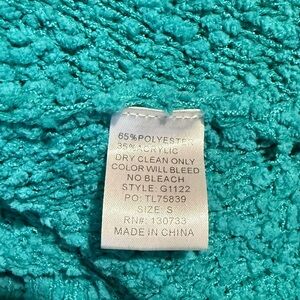 65%POLYESTER
35%ACRYLIC
DRY CLEAN ONLY
COLOR WILL BLEED
NO BLEACH
STYLE: G1122
PO: TL75839
SIZE: S
RN#: 130733
MADE IN CHINA